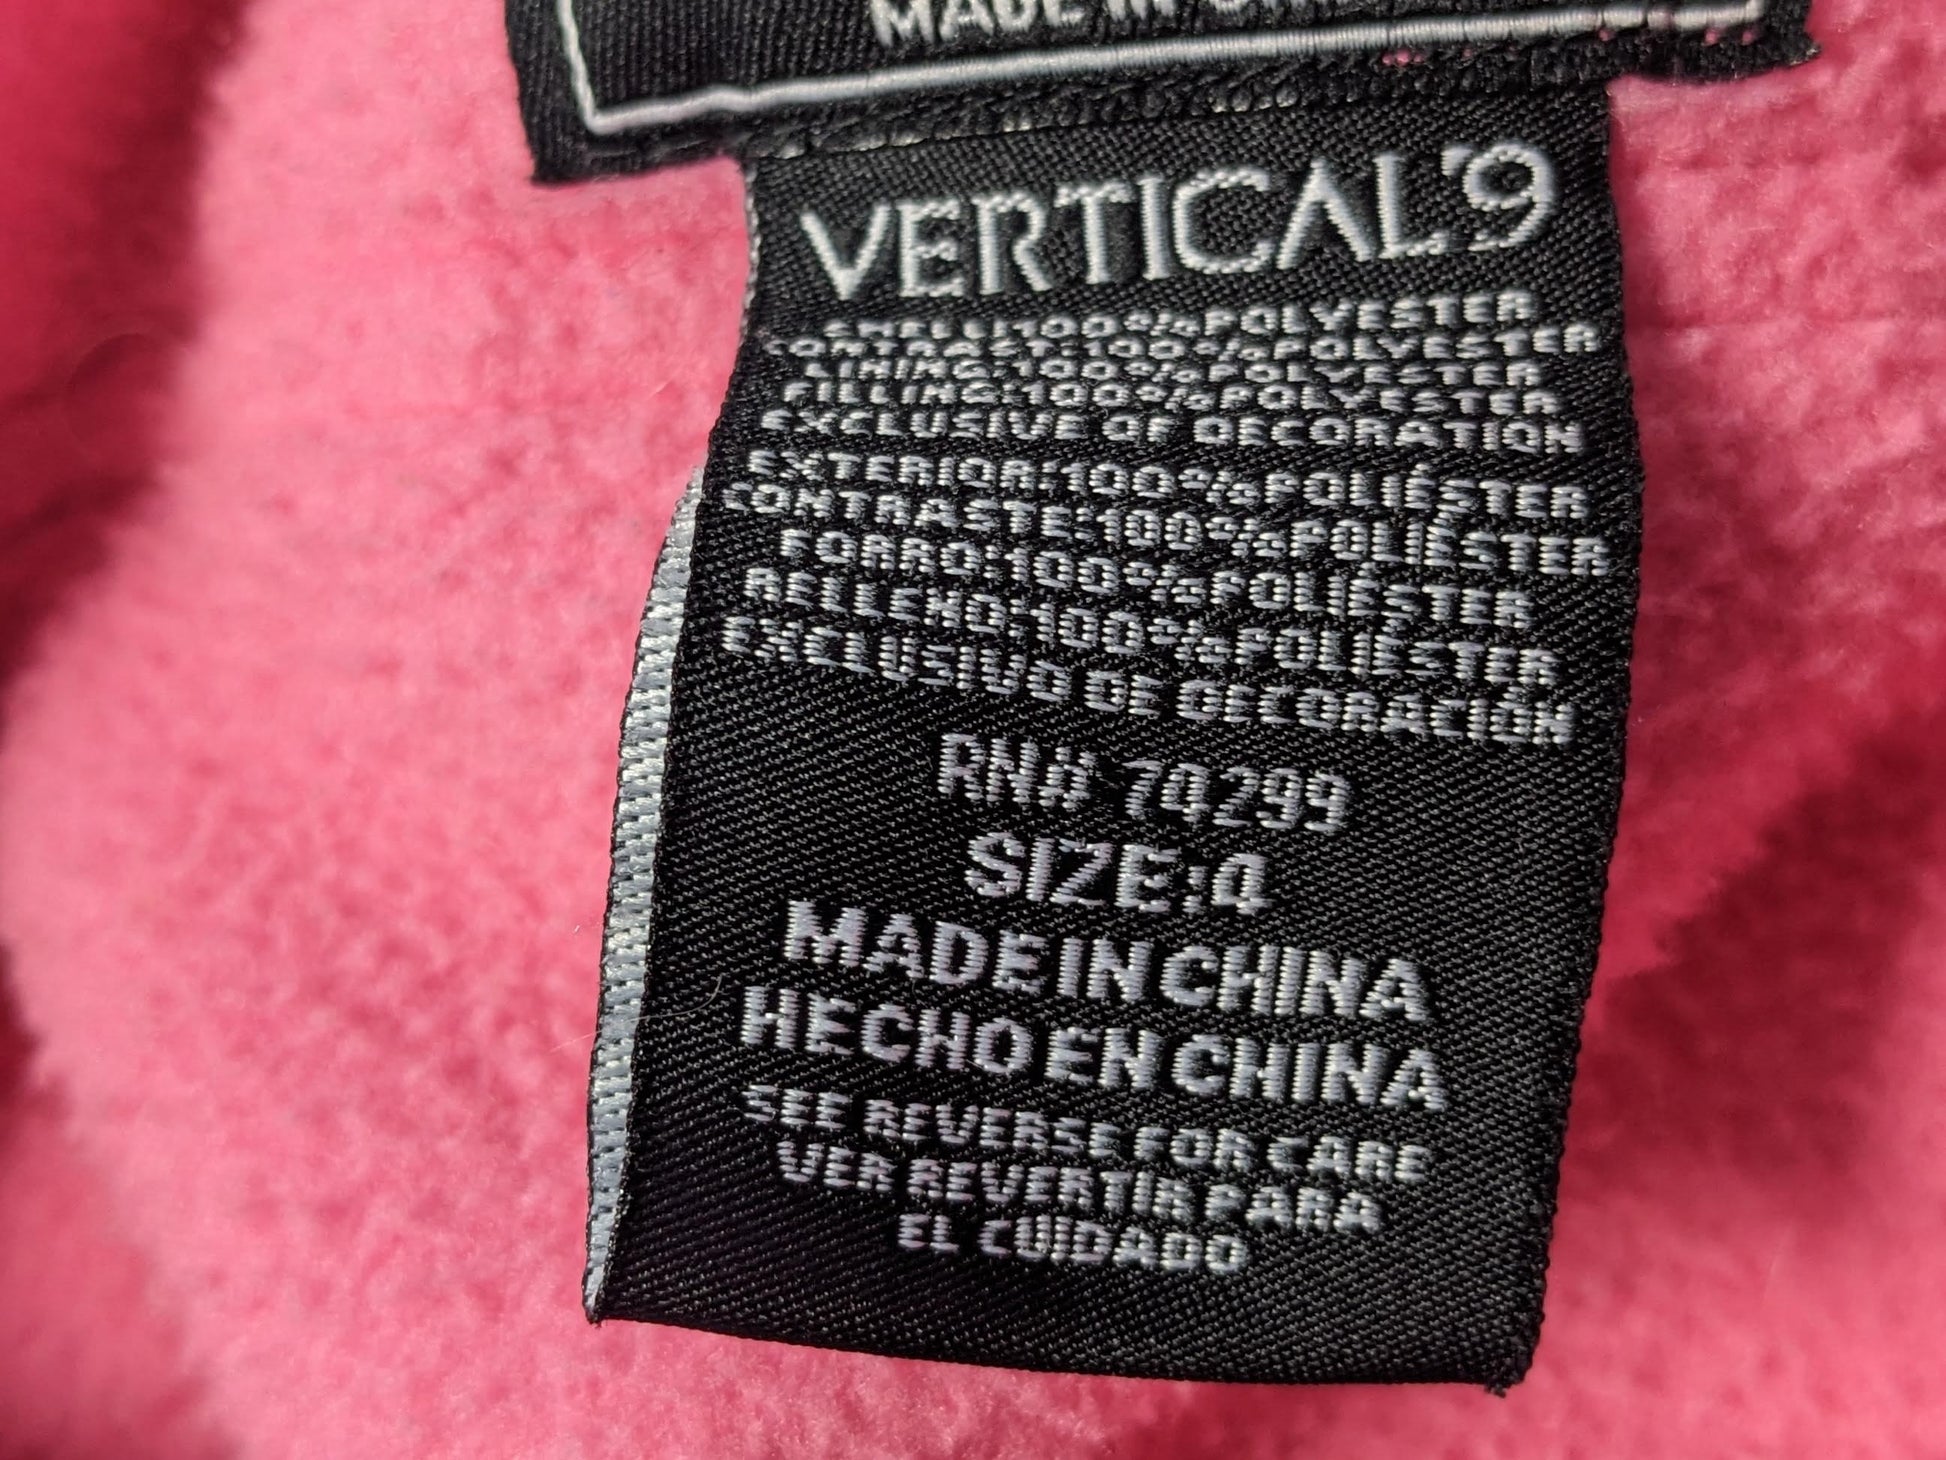 MADE IN
VERTICAL'9
SHELL:100%POLYESTER
CONTRAST:100%POLYESTER
LINING:100%POLYESTER
FILLING:100%POLYESTER
EXCLUSIVE OF DECORATION
EXTERIOR:100%POLIÉSTER
CONTRASTE:100%POLIÉSTER
FORRO:100%POLIÉSTER
RELLENO:100%POLIÉSTER
EXCLUSIVO DE DECORACIÓN
RN# 74299
SIZE:4
MADE IN CHINA
HECHO EN CHINA
SEE REVERSE FOR CARE
VER REVERTIR PARA
EL CUIDADO